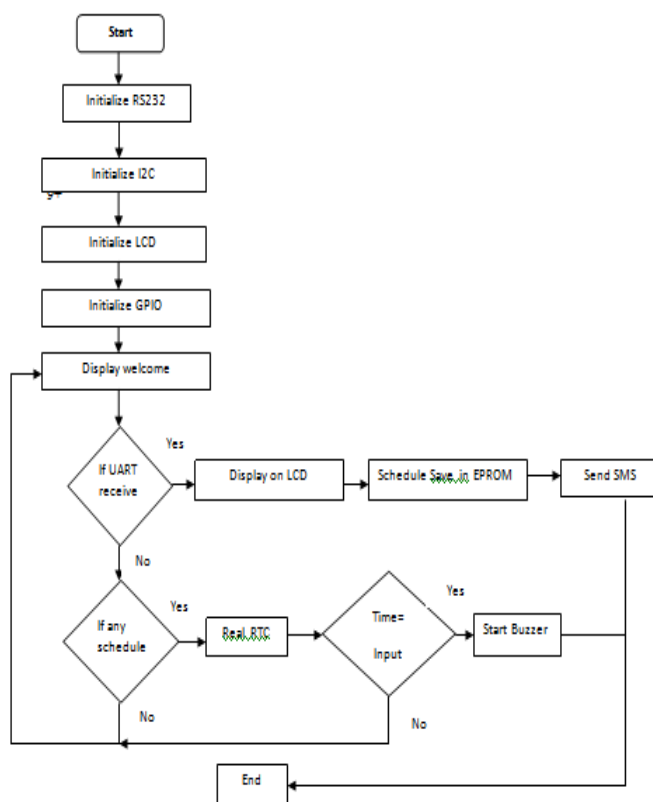 Start
Initialize RS232
Initialize I2C
Initialize LCD
Initialize GPIO
Display welcome
Yes
If UART
receive
Display on LCD
Schedule Save in EPROM
Send SMS
No
If any
schedule
Yes
Real RTC
Time=
Input
Yes
Start Buzzer
No
No
End